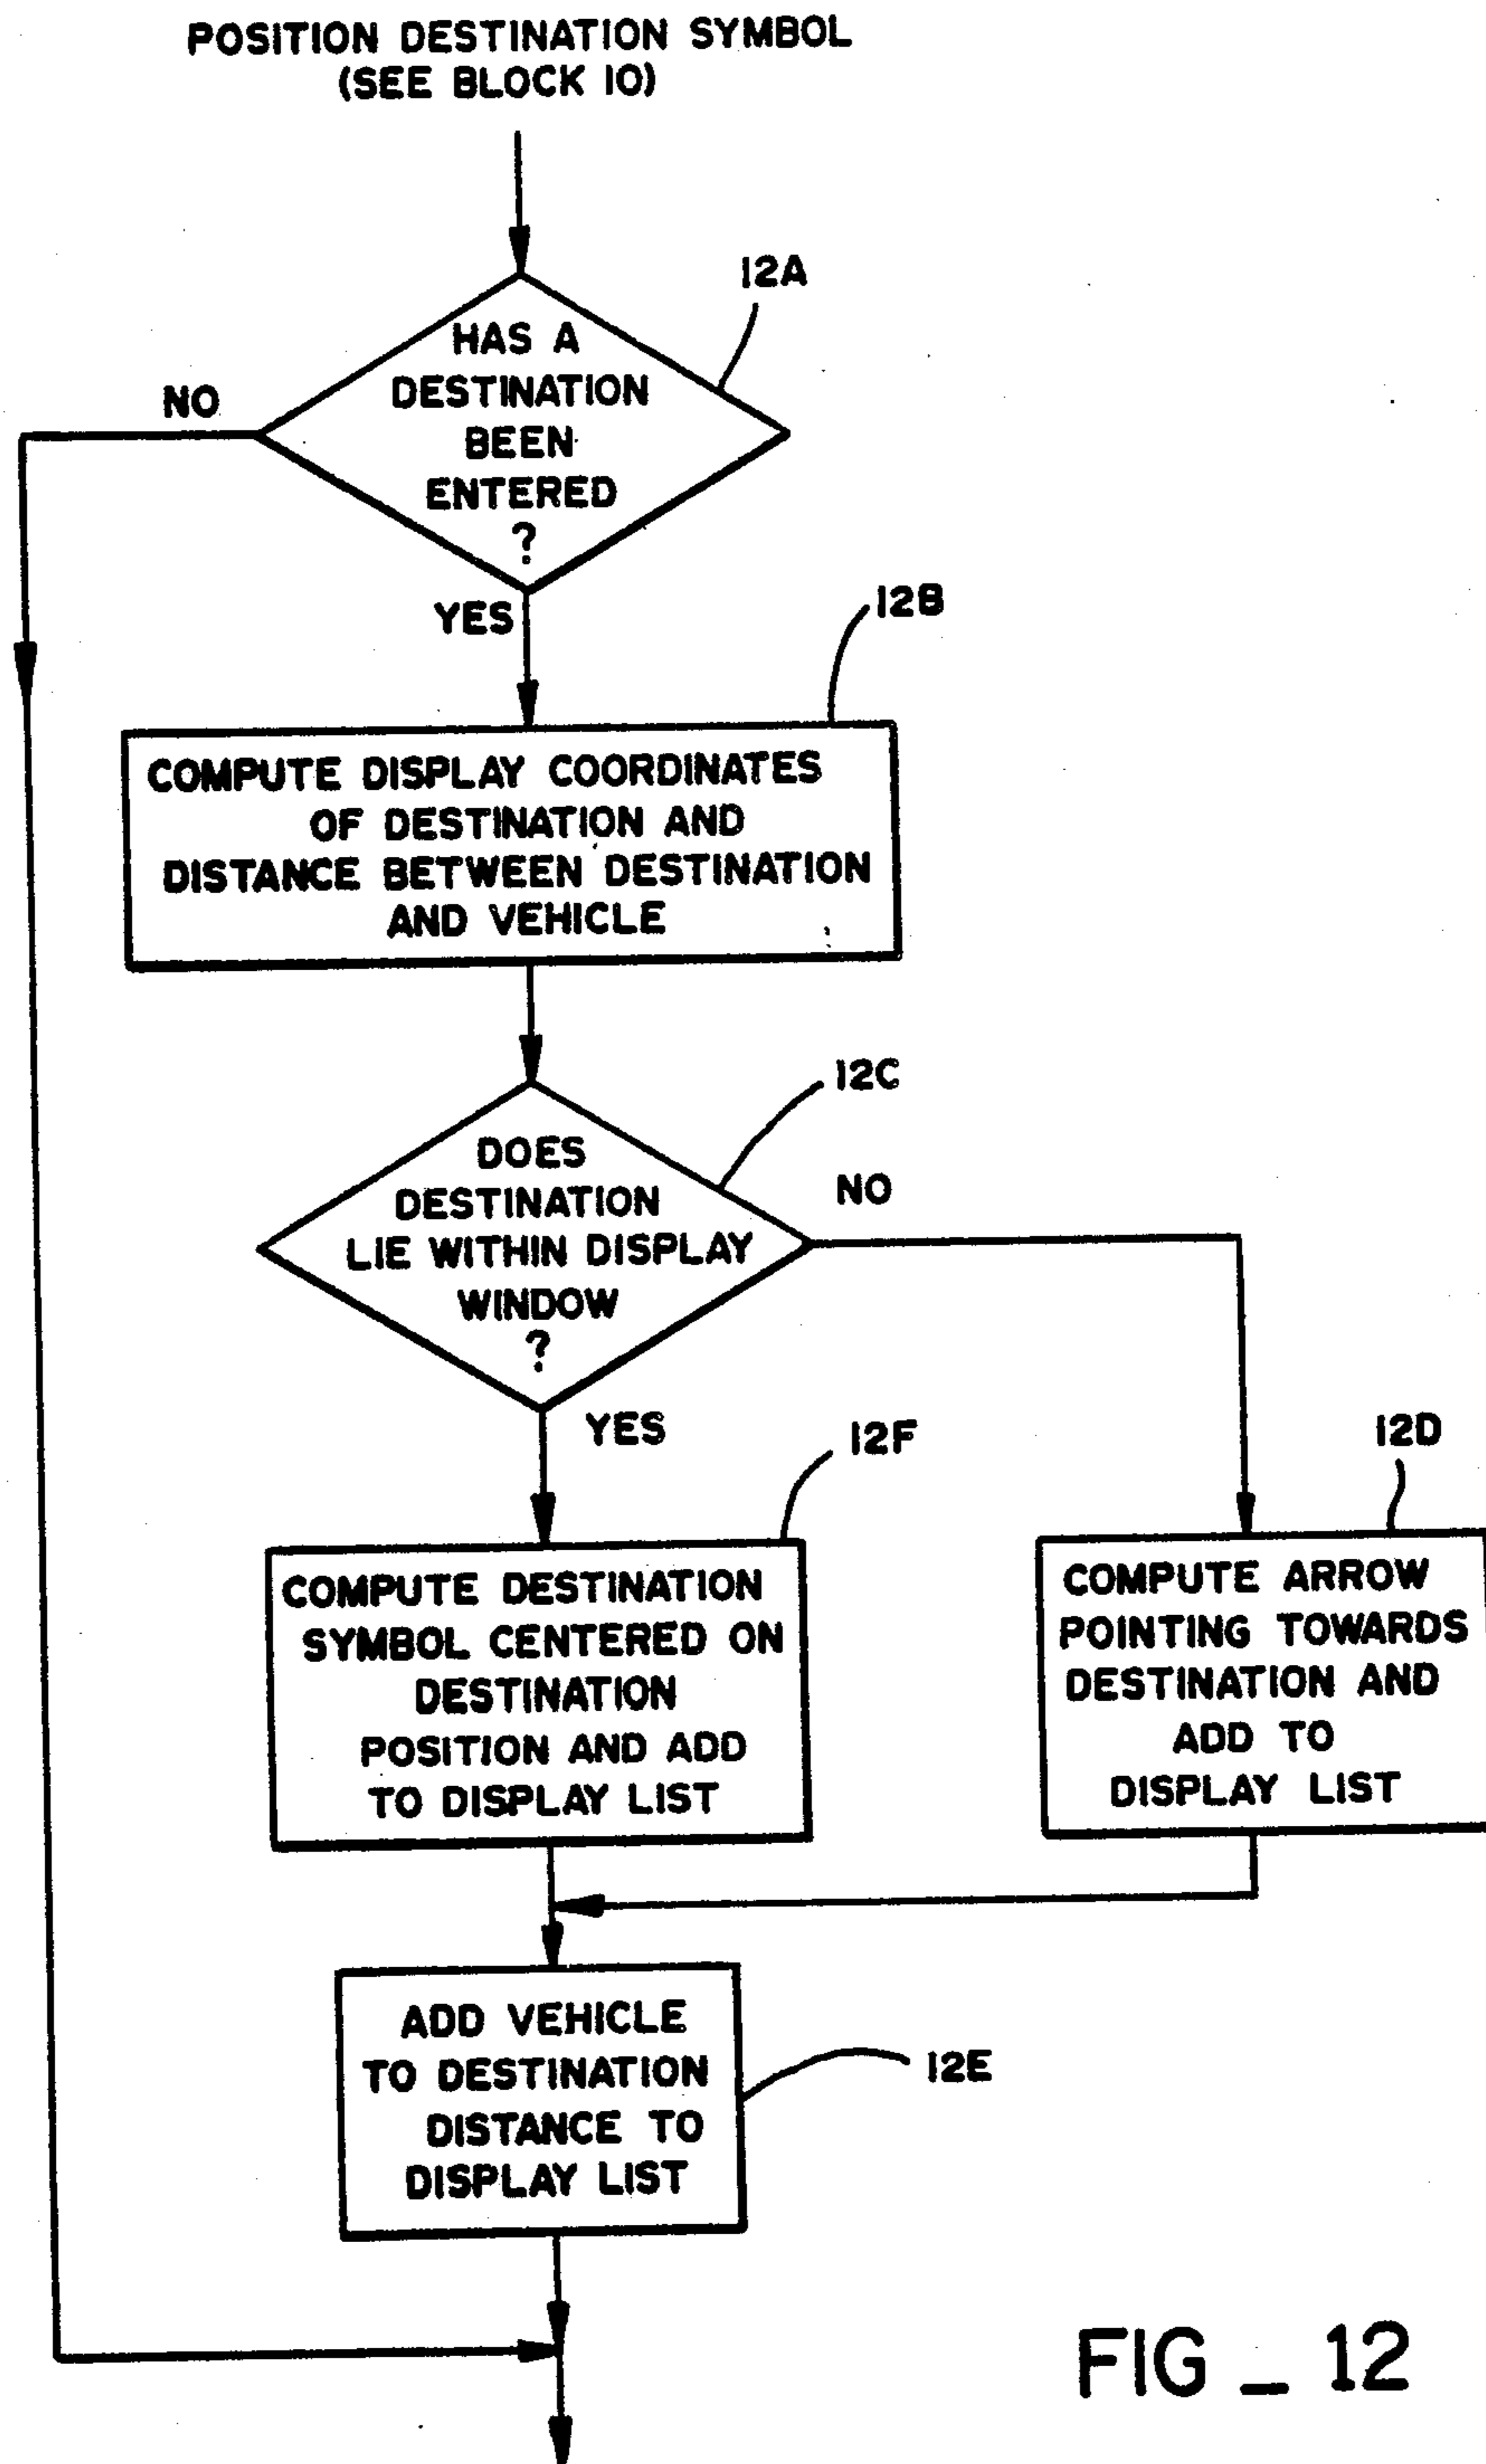 POSITION DESTINATION SYMBOL
(SEE BLOCK 10)
12A
HAS A
DESTINATION
BEEN
ENTERED
?
NO
YES
12B
COMPUTE DISPLAY COORDINATES
OF DESTINATION AND
DISTANCE BETWEEN DESTINATION
AND VEHICLE
12C
DOES
DESTINATION
LIE WITHIN DISPLAY
WINDOW
?
NO
YES
12F
COMPUTE DESTINATION
SYMBOL CENTERED ON
DESTINATION
POSITION AND ADD
TO DISPLAY LIST
12D
COMPUTE ARROW
POINTING TOWARDS
DESTINATION AND
ADD TO
DISPLAY LIST
ADD VEHICLE
TO DESTINATION
DISTANCE TO
DISPLAY LIST
12E
FIG _ 12